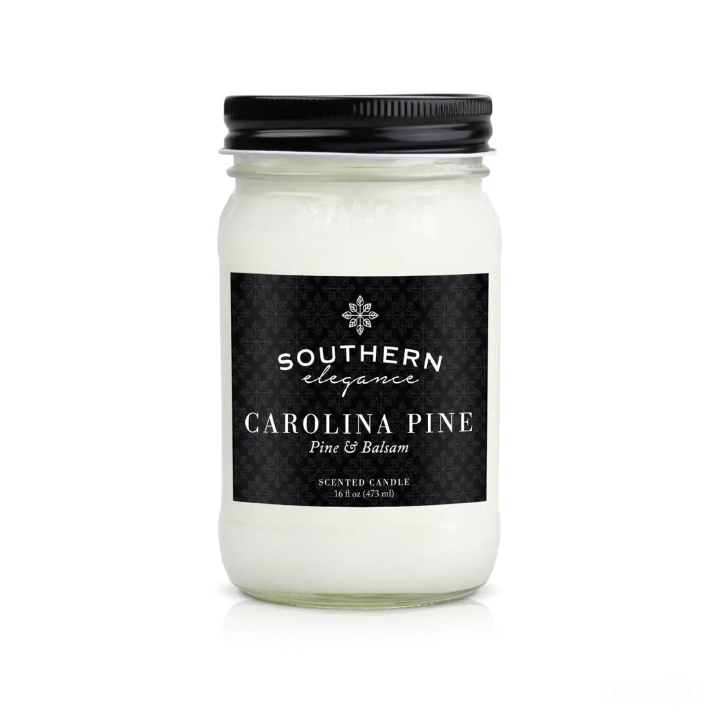 SOUTHERN
elegance
CAROLINA PINE
Pine & Balsam
SCENTED CANDLE
16 fl oz (473 ml)